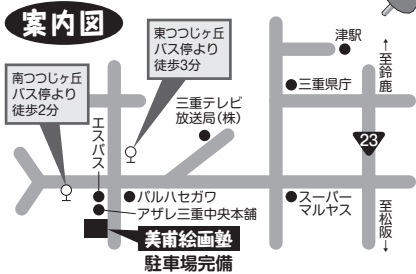 案内図
東つつじヶ丘
バス停より
徒歩3分
南つつじヶ丘
バス停より
徒歩2分
津駅
↑至鈴鹿
三重県庁
三重テレビ
放送局(株)
エスパス
23
パルハセガワ
アザレ三重中央本舗
スーパー
マルヤス
至松阪↓
美甫絵画塾
駐車場完備